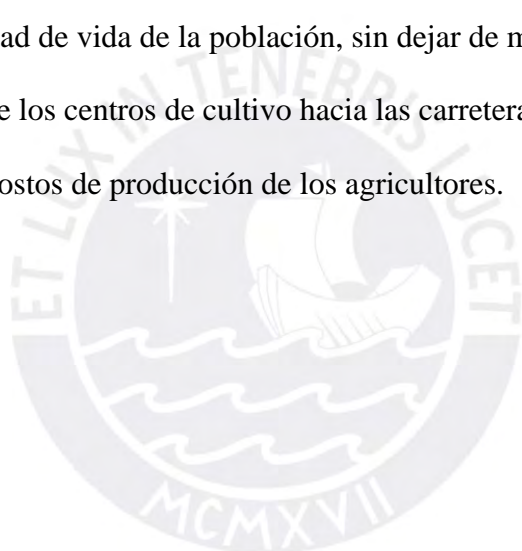 ad de vida de la población, sin dejar de m
e los centros de cultivo hacia las carretera
ostos de producción de los agricultores.
ET LUX IN TENEBRIS LUCET
MCMXVII